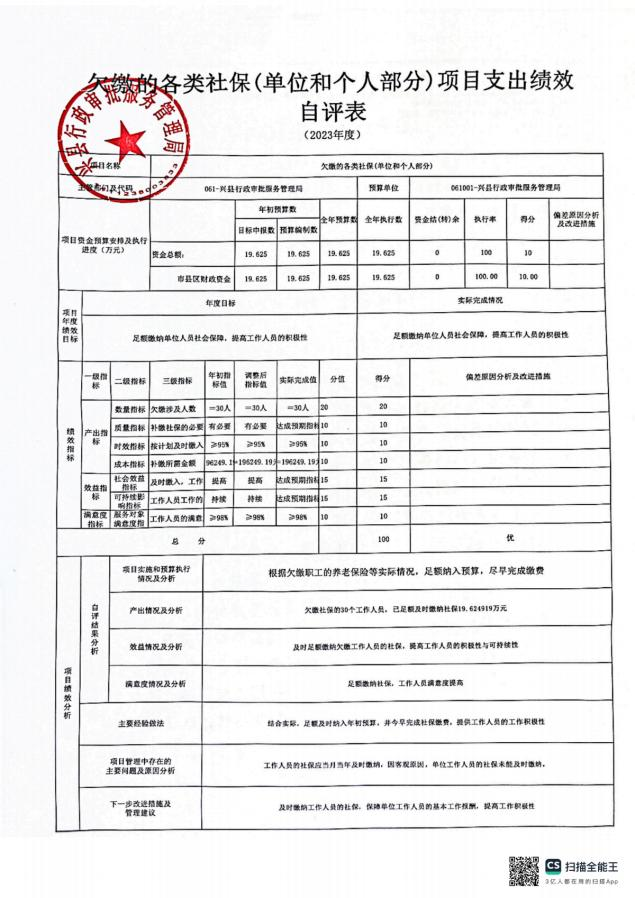 欠缴的各类社保(单位和个人部分)项目支出绩效
自评表
(2023年度)
兴县行政审批服务管理局
项目名称 欠缴的各类社保(单位和个人部分)
主管部门及代码 061-兴县行政审批服务管理局 预算单位 061001-兴县行政审批服务管理局
项目资金预算安排及执行进度(万元) 年初预算数 全年预算数 全年执行数 资金结(转)余 执行率 得分 偏差原因分析及改进措施
目标申报数 预算编制数
资金总额: 19.625 19.625 19.625 19.625 0 100 10
市县区财政资金 19.625 19.625 19.625 19.625 0 100.00 10.00
项目年度绩效目标 年度目标 实际完成情况
足额缴纳单位人员社会保障，提高工作人员的积极性 足额缴纳单位人员社会保障，提高工作人员的积极性
绩效指标 一级指标 二级指标 三级指标 年初指标值 调整后指标值 实际完成值 分值 得分 偏差原因分析及改进措施
产出指标 数量指标 欠缴涉及人数 =30人 =30人 =30人 20 20
质量指标 补缴社保的必要 有必要 有必要 达成预期指标 10 10
时效指标 按计划及时缴入 ≥95% ≥95% ≥95% 10 10
成本指标 补缴所需金额 96249.1 =196249.19 =196249.19 10 10
效益指标 社会效益指标 及时缴入，工作 提高 提高 达成预期指标 15 15
可持续影响指标 工作人员工作的 持续 持续 达成预期指标 15 15
满意度指标 服务对象满意度指 工作人员的满意 ≥98% ≥98% ≥98% 10 10
总 分 100 优
项目绩效分析 自评结果分析 项目实施和预算执行情况及分析 根据欠缴职工的养老保险等实际情况，足额纳入预算，尽早完成缴费
产出情况及分析 欠缴社保的30个工作人员，已足额及时缴纳社保19.624919万元
效益情况及分析 及时足额缴纳欠缴工作人员的社保，提高工作人员的积极性与可持续性
满意度情况及分析 足额缴纳社保，工作人员满意度提高
主要经验做法 结合实际，足额及时纳入年初预算，并今早完成社保缴费，提供工作人员的工作积极性
项目管理中存在的主要问题及原因分析 工作人员的社保应当月当年及时缴纳，因客观原因，单位工作人员的社保未能及时缴纳。
下一步改进措施及管理建议 及时缴纳工作人员的社保，保障单位工作人员的基本工作报酬，提高工作积极性
CS 扫描全能王
3亿人都在用的扫描App